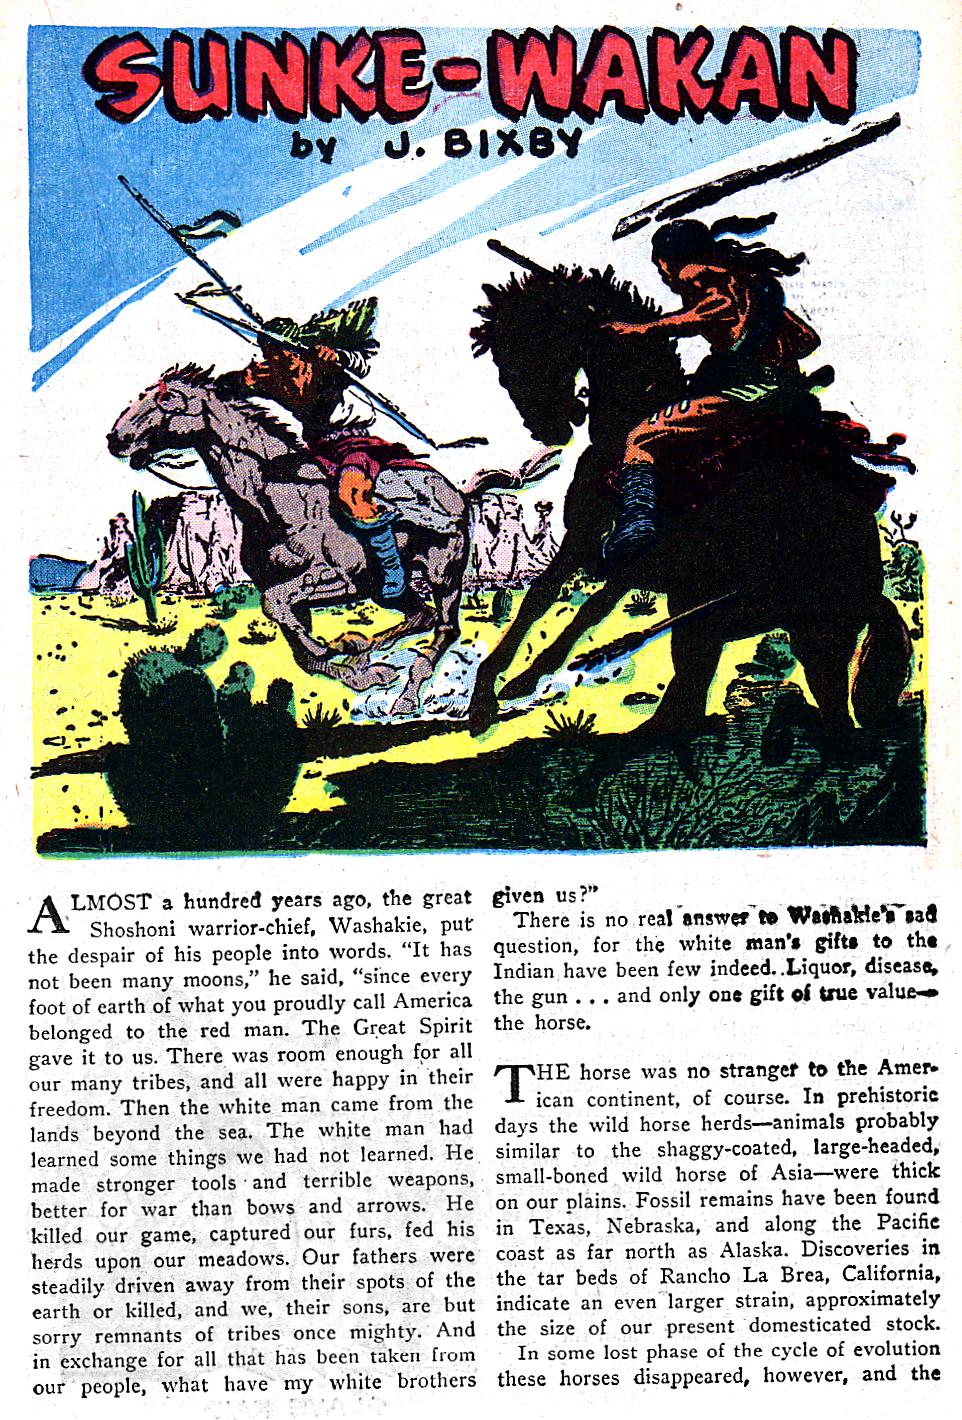 SUNKE-WAKAN
by J. BIXBY
ALMOST a hundred years ago, the great
Shoshoni warrior-chief, Washakie, put
the despair of his people into words. “It has
not been many moons,” he said, “since every
foot of earth of what you proudly call America
belonged to the red man. The Great Spirit
gave it to us. There was room enough for all
our many tribes, and all were happy in their
freedom. Then the white man came from the
lands beyond the sea. The white man had
learned some things we had not learned. He
made stronger tools and terrible weapons,
better for war than bows and arrows. He
killed our game, captured our furs, fed his
herds upon our meadows. Our fathers were
steadily driven away from their spots of the
earth or killed, and we, their sons, are but
sorry remnants of tribes once mighty. And
in exchange for all that has been taken from
our people, what have my white brothers
given us?”
There is no real answer to Washakie's sad
question, for the white man's gifts to the
Indian have been few indeed. Liquor, disease,
the gun . . . and only one gift of true value—
the horse.
THE horse was no stranger to the Amer-
ican continent, of course. In prehistoric
days the wild horse herds—animals probably
similar to the shaggy-coated, large-headed,
small-boned wild horse of Asia—were thick
on our plains. Fossil remains have been found
in Texas, Nebraska, and along the Pacific
coast as far north as Alaska. Discoveries in
the tar beds of Rancho La Brea, California,
indicate an even larger strain, approximately
the size of our present domesticated stock.
In some lost phase of the cycle of evolution
these horses disappeared, however, and the